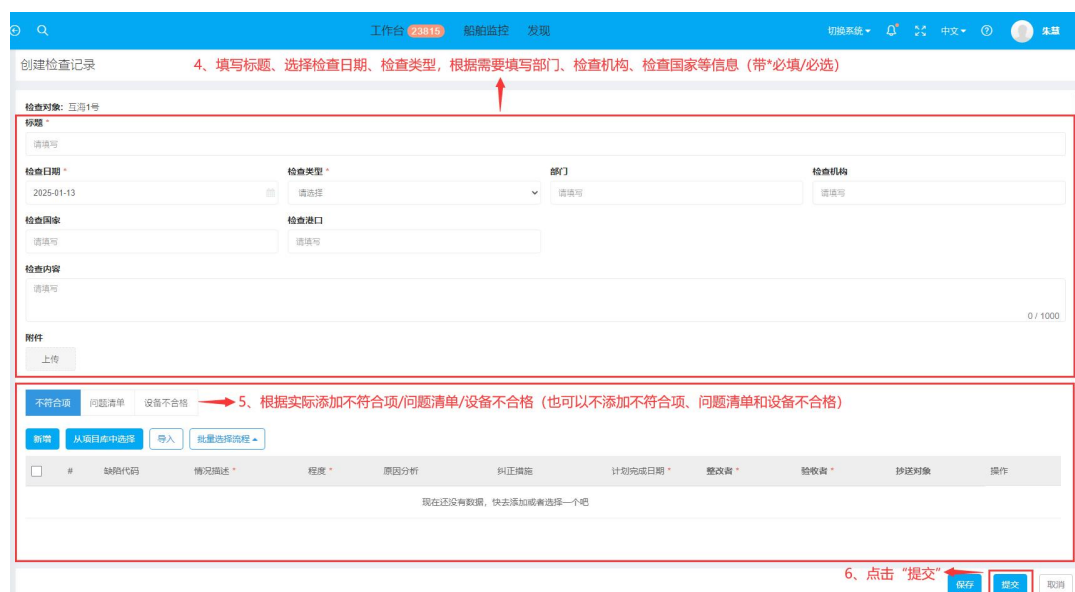 工作台 23815 船舶监控 发现 切换系统 中文 朱慧
创建检查记录
4、填写标题、选择检查日期、检查类型，根据需要填写部门、检查机构、检查国家等信息（带*必填/必选）
检查对象: 互海1号
标题 *
请填写
检查日期 * 检查类型 * 部门 检查机构
2025-01-13 请选择 请填写 请填写
检查国家 检查港口
请填写 请填写
检查内容
请填写
0 / 1000
附件
上传
不符合项 问题清单 设备不合格 5、根据实际添加不符合项/问题清单/设备不合格（也可以不添加不符合项、问题清单和设备不合格）
新增 从项目库中选择 导入 批量选择流程
# 缺陷代码 情况描述 * 程度 * 原因分析 纠正措施 计划完成日期 * 整改者 * 验收者 * 抄送对象 操作
现在还没有数据，快去添加或者选择一个吧
6、点击“提交”
保存 提交 取消